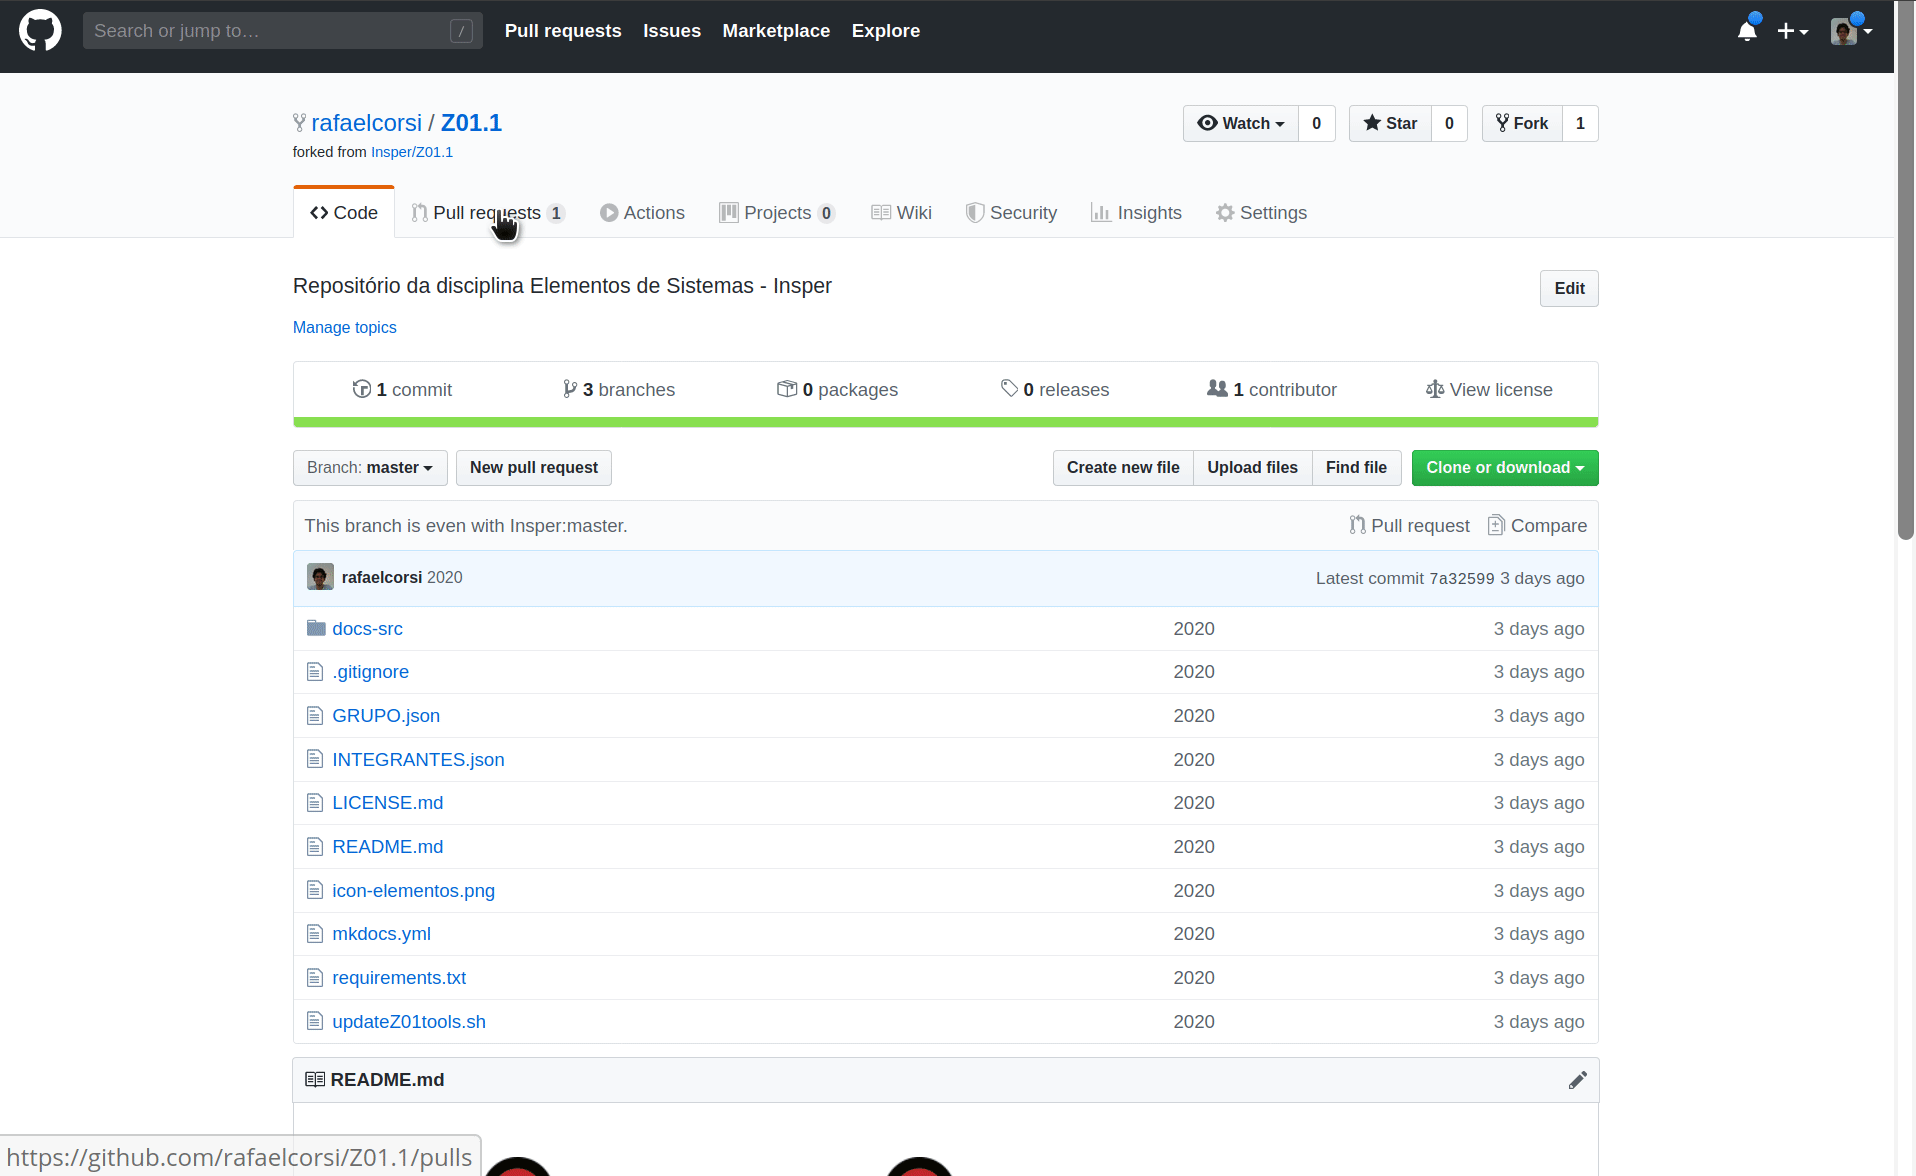 Search or jump to… / Pull requests Issues Marketplace Explore
rafaelcorsi / Z01.1 Watch 0 Star 0 Fork 1
forked from Insper/Z01.1
Code Pull requests 1 Actions Projects 0 Wiki Security Insights Settings
Repositório da disciplina Elementos de Sistemas - Insper Edit
Manage topics
1 commit 3 branches 0 packages 0 releases 1 contributor View license
Branch: master New pull request Create new file Upload files Find file Clone or download
This branch is even with Insper:master. Pull request Compare
rafaelcorsi 2020 Latest commit 7a32599 3 days ago
docs-src 2020 3 days ago
.gitignore 2020 3 days ago
GRUPO.json 2020 3 days ago
INTEGRANTES.json 2020 3 days ago
LICENSE.md 2020 3 days ago
README.md 2020 3 days ago
icon-elementos.png 2020 3 days ago
mkdocs.yml 2020 3 days ago
requirements.txt 2020 3 days ago
updateZ01tools.sh 2020 3 days ago
README.md
https://github.com/rafaelcorsi/Z01.1/pulls